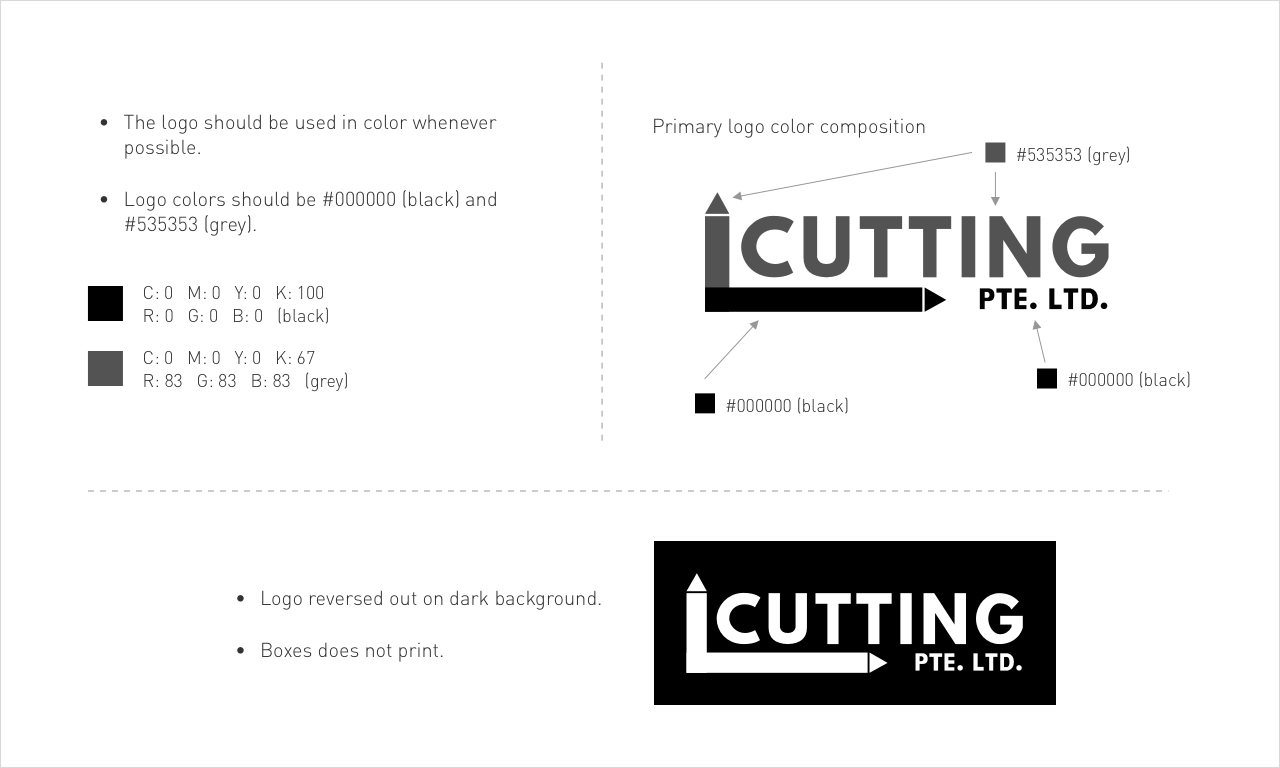 • The logo should be used in color whenever
possible.
• Logo colors should be #000000 (black) and
#535353 (grey).
C: 0 M: 0 Y: 0 K: 100
R: 0 G: 0 B: 0 (black)
C: 0 M: 0 Y: 0 K: 67
R: 83 G: 83 B: 83 (grey)
Primary logo color composition
#535353 (grey)
LCUTTING
PTE. LTD.
#000000 (black)
#000000 (black)
• Logo reversed out on dark background.
• Boxes does not print.
LCUTTING
PTE. LTD.